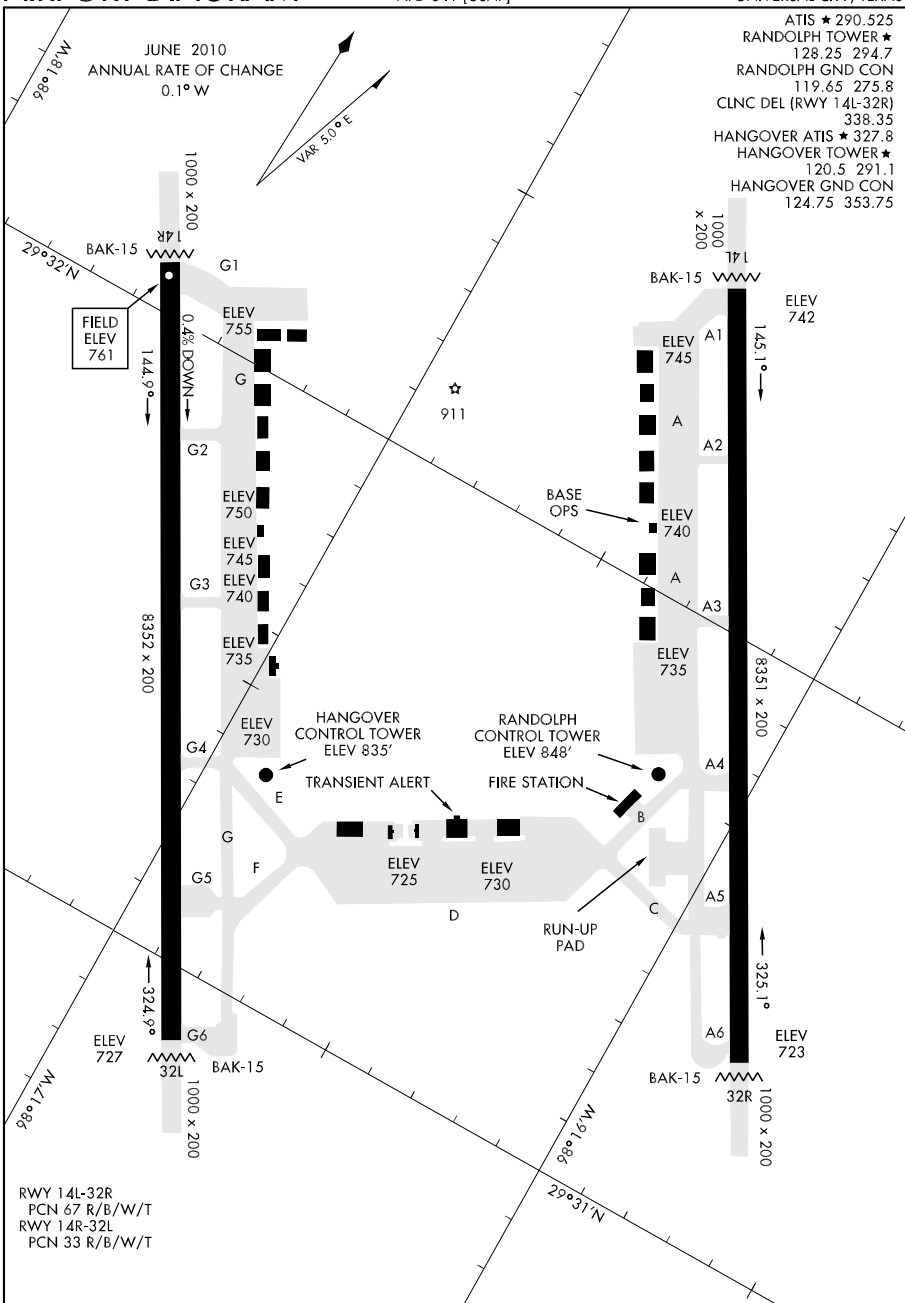 ATIS ★ 290.525
RANDOLPH TOWER ★
128.25 294.7
RANDOLPH GND CON
119.65 275.8
CLNC DEL (RWY 14L-32R)
338.35
HANGOVER ATIS ★ 327.8
HANGOVER TOWER ★
120.5 291.1
HANGOVER GND CON
124.75 353.75
JUNE 2010
ANNUAL RATE OF CHANGE
0.1° W
VAR 5.0° E
98°18'W
29°32'N
1000 x 200
14R
BAK-15
G1
FIELD
ELEV
761
0.4% DOWN
144.9°
ELEV
755
G
G2
ELEV
750
ELEV
745
ELEV
740
G3
ELEV
735
8352 x 200
ELEV
730
G4
911
1000
x 200
14L
BAK-15
ELEV
742
A1
145.1°
ELEV
745
A
A2
BASE
OPS
ELEV
740
A
A3
ELEV
735
8351 x 200
HANGOVER
CONTROL TOWER
ELEV 835'
RANDOLPH
CONTROL TOWER
ELEV 848'
TRANSIENT ALERT
FIRE STATION
A4
E
B
G
F
G5
ELEV
725
ELEV
730
D
C
A5
RUN-UP
PAD
324.9°
325.1°
G6
ELEV
727
32L
BAK-15
1000 x 200
A6
ELEV
723
BAK-15
32R
1000 x 200
98°17'W
98°16'W
29°31'N
RWY 14L-32R
PCN 67 R/B/W/T
RWY 14R-32L
PCN 33 R/B/W/T